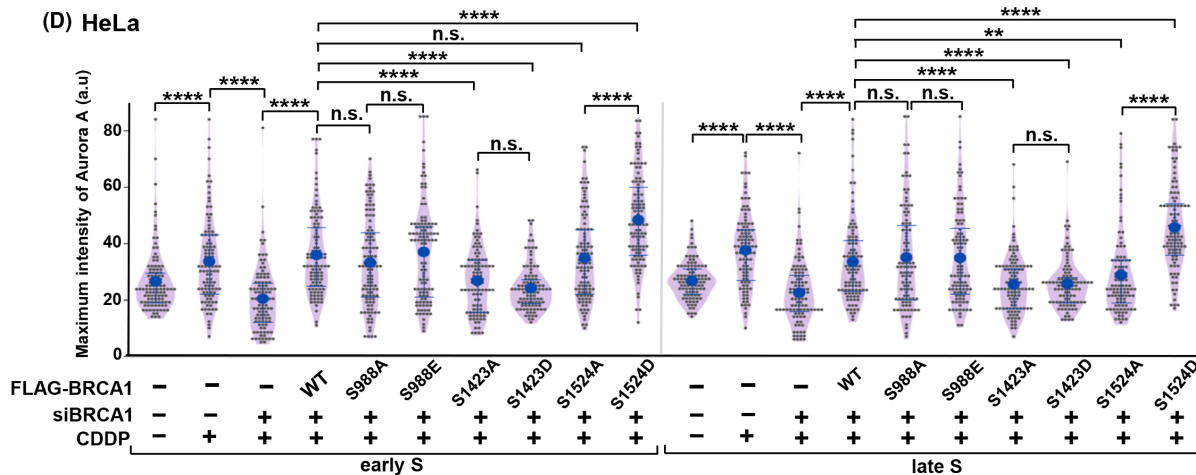 (D) HeLa
****
n.s.
****
****
****
****
****
n.s.
n.s.
n.s.
****
****
**
****
****
****
n.s.
n.s.
****
****
n.s.
****
Maximum intensity of Aurora A (a.u)
80
60
40
20
0
FLAG-BRCA1 – – – WT S988A S988E S1423A S1423D S1524A S1524D – – – WT S988A S988E S1423A S1423D S1524A S1524D
siBRCA1 – – + + + + + + + + – – + + + + + + + +
CDDP – + + + + + + + + + – + + + + + + + + +
early S late S